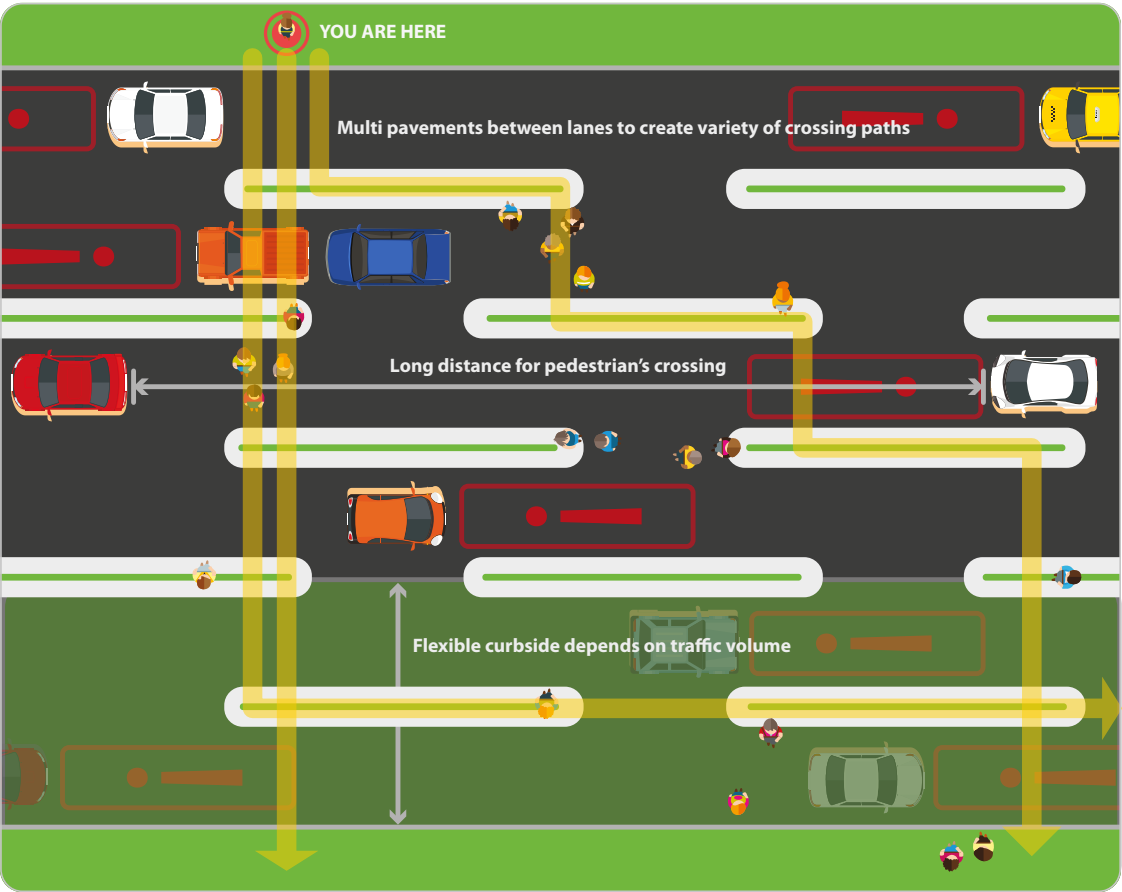 YOU ARE HERE
Multi pavements between lanes to create variety of crossing paths
Long distance for pedestrian's crossing
Flexible curbside depends on traffic volume